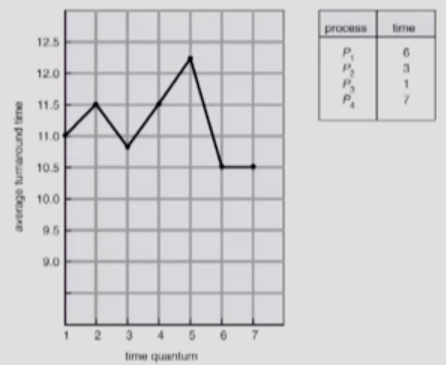 average turnaround time
12.5
12.0
11.5
11.0
10.5
10.0
9.5
9.0
1 2 3 4 5 6 7
time quantum
process time
P1 6
P2 3
P3 1
P4 7